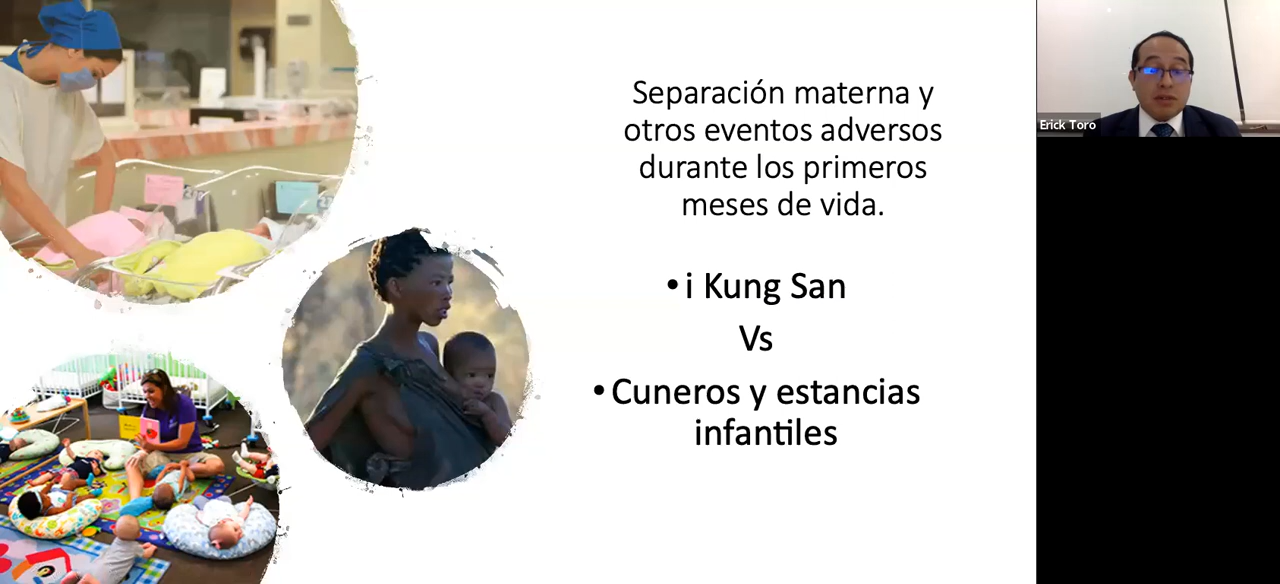 Separación materna y
otros eventos adversos
durante los primeros
meses de vida.
•i Kung San
Vs
•Cuneros y estancias
infantiles
Erick Toro